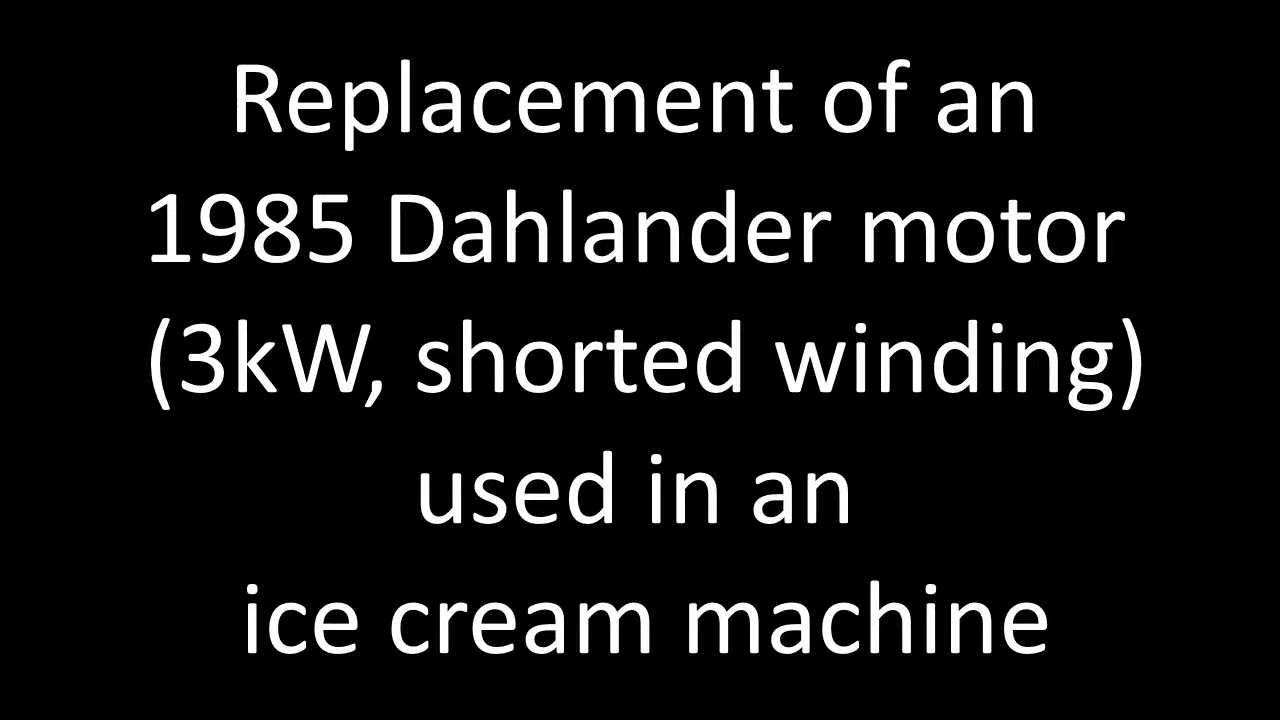 Replacement of an
1985 Dahlander motor
(3kW, shorted winding)
used in an
ice cream machine